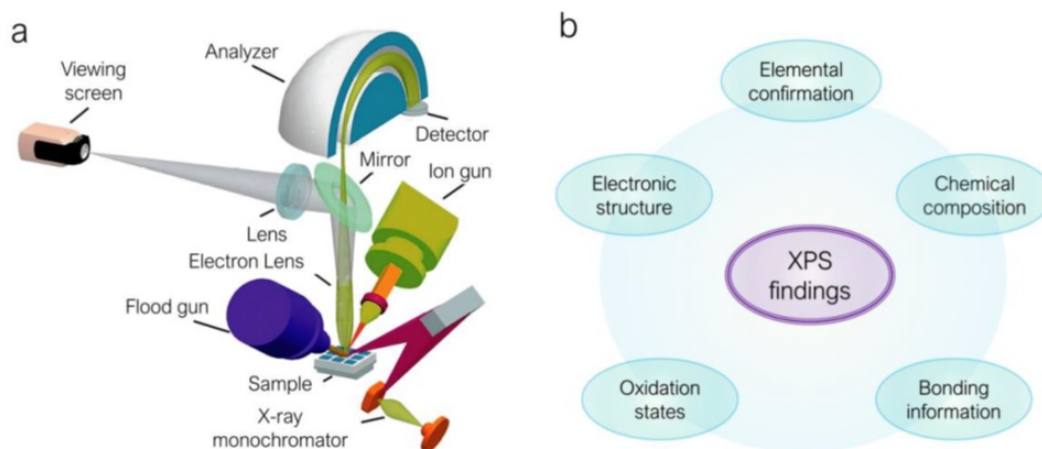 a
Viewing
screen
Analyzer
Detector
Mirror
Ion gun
Lens
Electron Lens
Flood gun
Sample
X-ray
monochromator
b
Elemental
confirmation
Electronic
structure
Chemical
composition
XPS
findings
Oxidation
states
Bonding
information